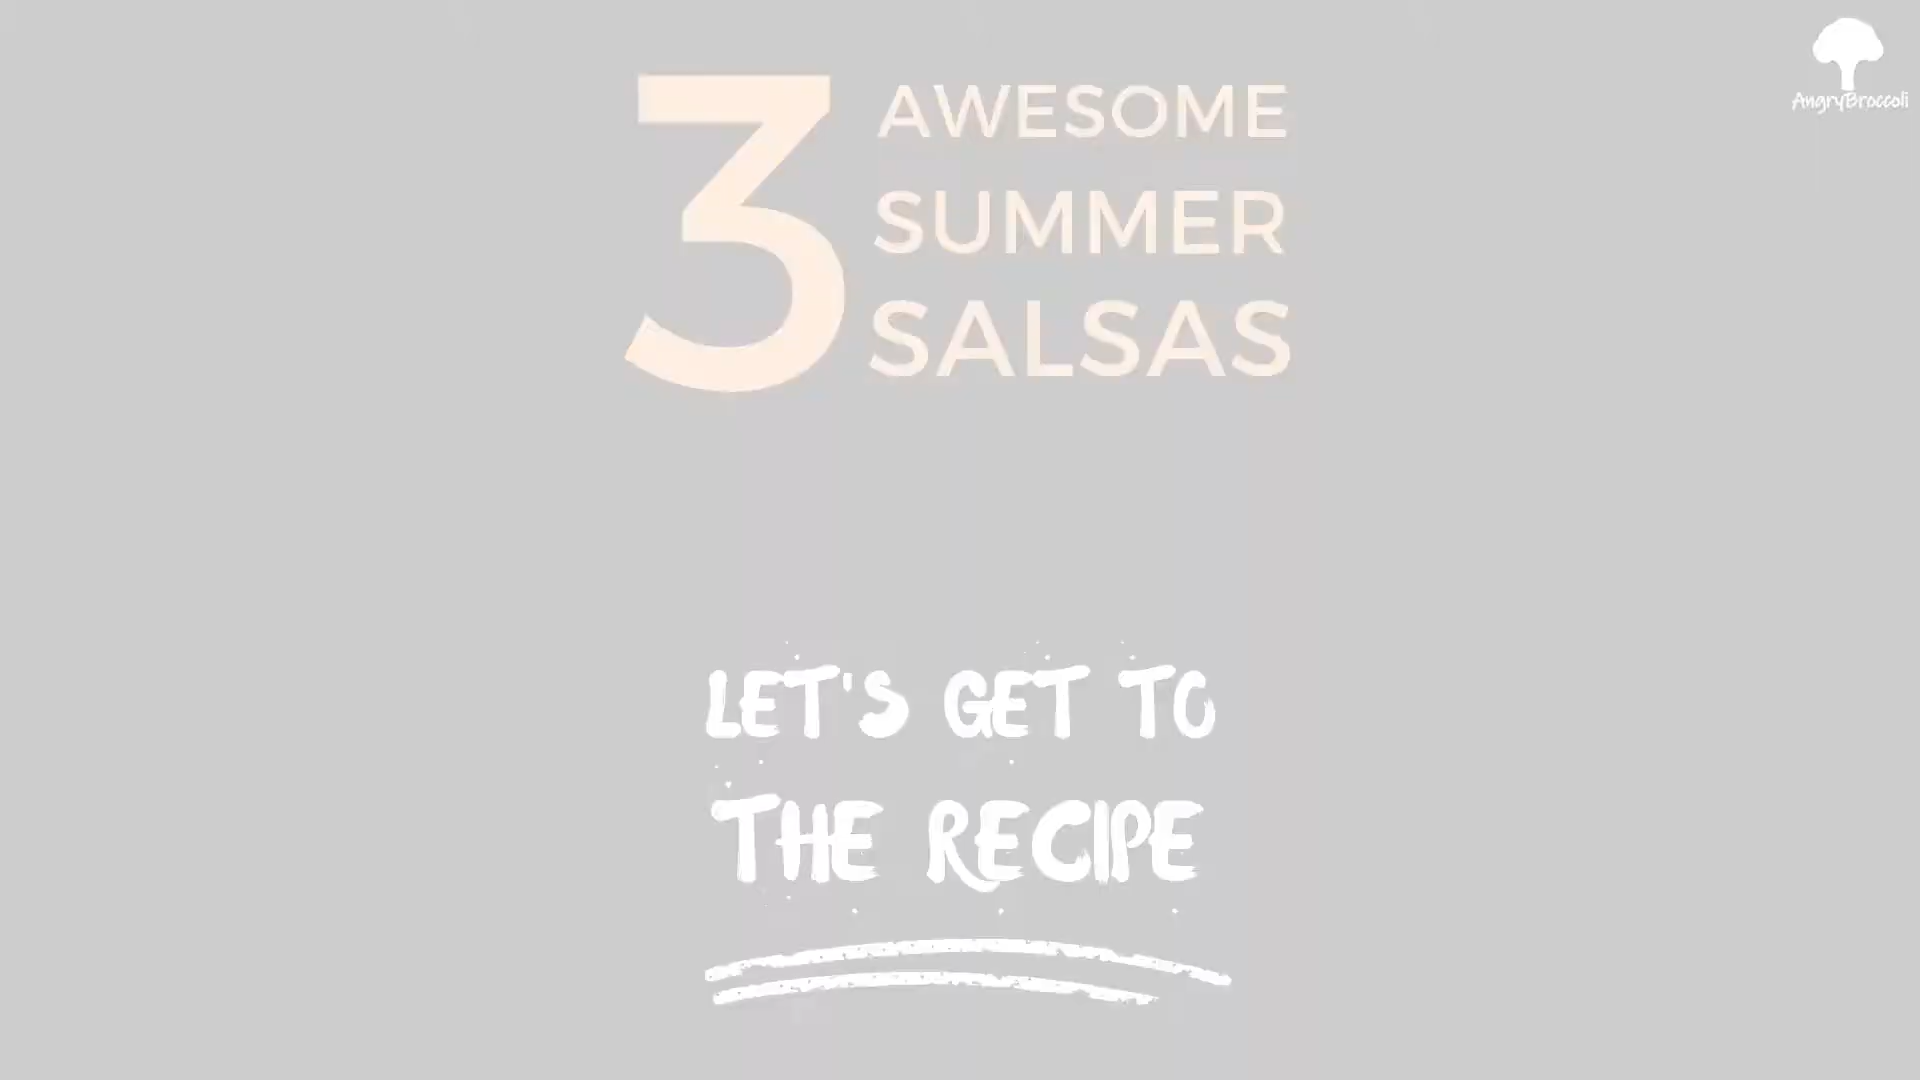 3
AWESOME
SUMMER
SALSAS
AngryBroccoli
LET'S GET TO
THE RECIPE